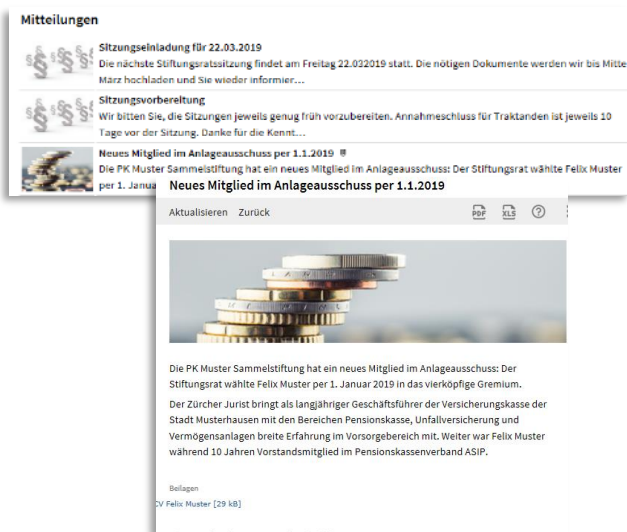 Mitteilungen
Sitzungseinladung für 22.03.2019
Die nächste Stiftungsratssitzung findet am Freitag 22.032019 statt. Die nötigen Dokumente werden wir bis Mitte
März hochladen und Sie wieder informier...
Sitzungsvorbereitung
Wir bitten Sie, die Sitzungen jeweils genug früh vorzubereiten. Annahmeschluss für Traktanden ist jeweils 10
Tage vor der Sitzung. Danke für die Kennt...
Neues Mitglied im Anlageausschuss per 1.1.2019
Die PK Muster Sammelstiftung hat ein neues Mitglied im Anlageausschuss: Der Stiftungsrat wählte Felix Muster
per 1. Janua
Neues Mitglied im Anlageausschuss per 1.1.2019
Aktualisieren Zurück PDF XLS ?
Die PK Muster Sammelstiftung hat ein neues Mitglied im Anlageausschuss: Der
Stiftungsrat wählte Felix Muster per 1. Januar 2019 in das vierköpfige Gremium.
Der Zürcher Jurist bringt als langjähriger Geschäftsführer der Versicherungskasse der
Stadt Musterhausen mit den Bereichen Pensionskasse, Unfallversicherung und
Vermögensanlagen breite Erfahrung im Vorsorgebereich mit. Weiter war Felix Muster
während 10 Jahren Vorstandsmitglied im Pensionskassenverband ASIP.
Beilagen
CV Felix Muster [29 kB]